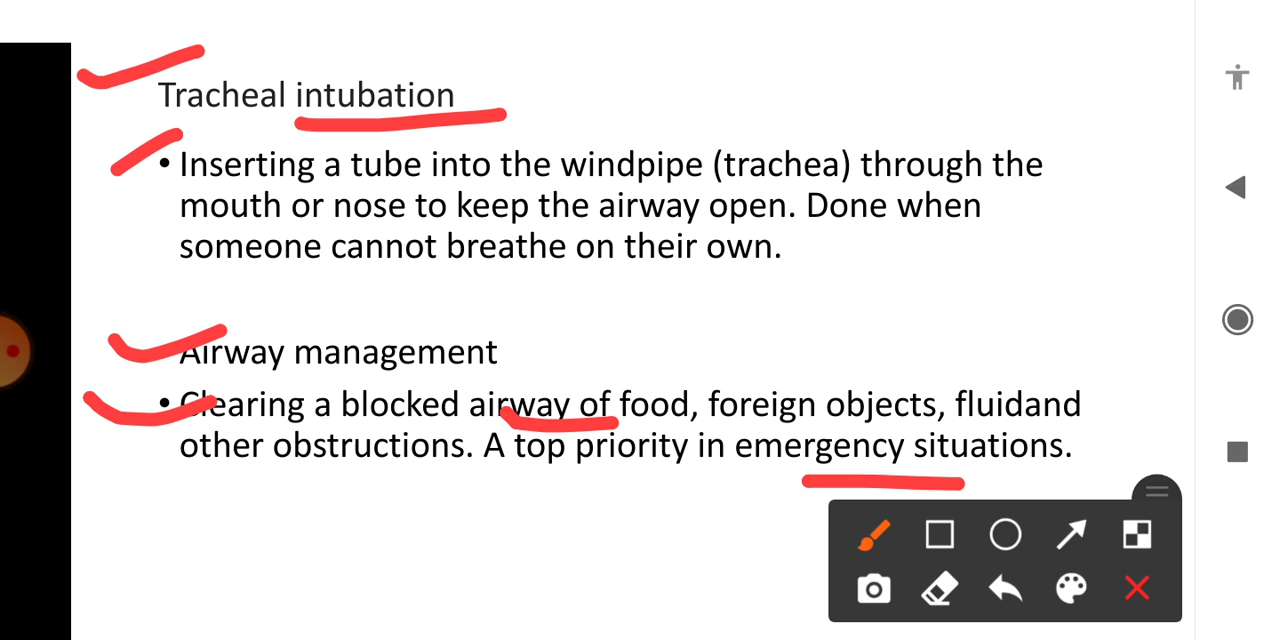 Tracheal intubation
• Inserting a tube into the windpipe (trachea) through the
mouth or nose to keep the airway open. Done when
someone cannot breathe on their own.
Airway management
• Clearing a blocked airway of food, foreign objects, fluidand
other obstructions. A top priority in emergency situations.